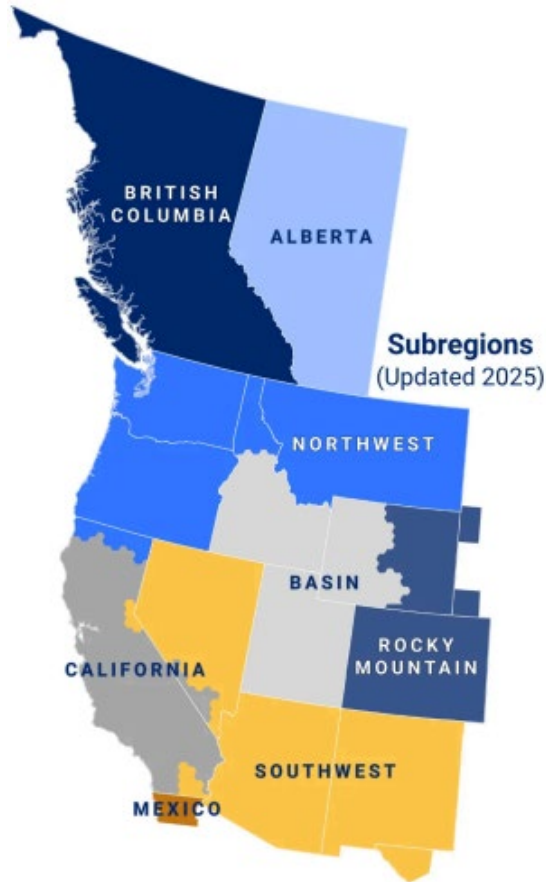 BRITISH
COLUMBIA
ALBERTA
Subregions
(Updated 2025)
NORTHWEST
BASIN
ROCKY
MOUNTAIN
CALIFORNIA
SOUTHWEST
MEXICO